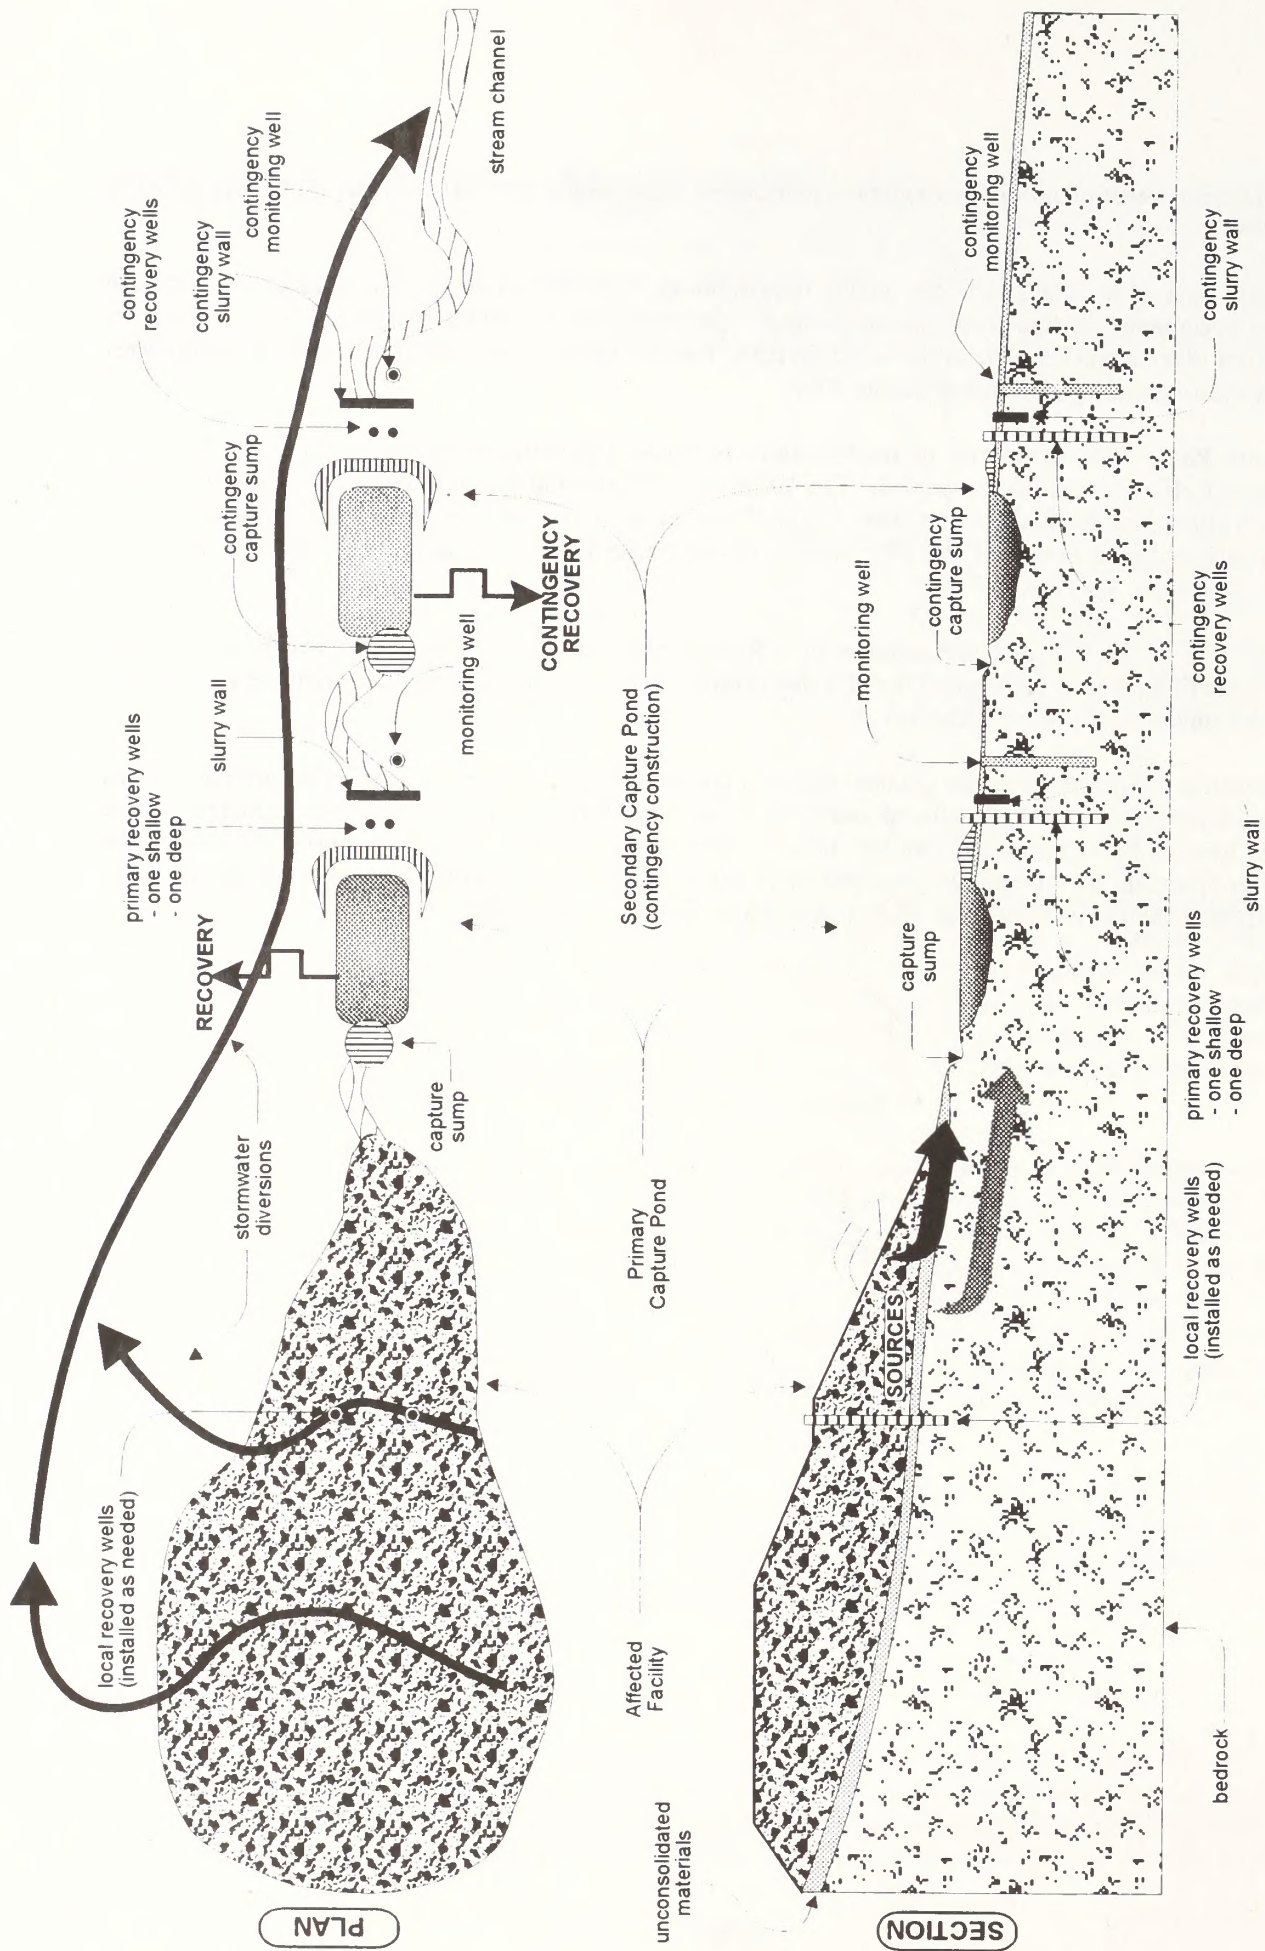 PLAN
local recovery wells
(installed as needed)
stormwater
diversions
RECOVERY
primary recovery wells
- one shallow
- one deep
slurry wall
capture
sump
monitoring well
contingency
capture sump
CONTINGENCY
RECOVERY
contingency
recovery wells
contingency
slurry wall
contingency
monitoring well
stream channel
unconsolidated
materials
Affected
Facility
Primary
Capture Pond
Secondary Capture Pond
(contingency construction)
SECTION
SOURCES
capture
sump
monitoring well
contingency
capture sump
contingency
monitoring well
bedrock
local recovery wells
(installed as needed)
primary recovery wells
- one shallow
- one deep
slurry wall
contingency
recovery wells
contingency
slurry wall